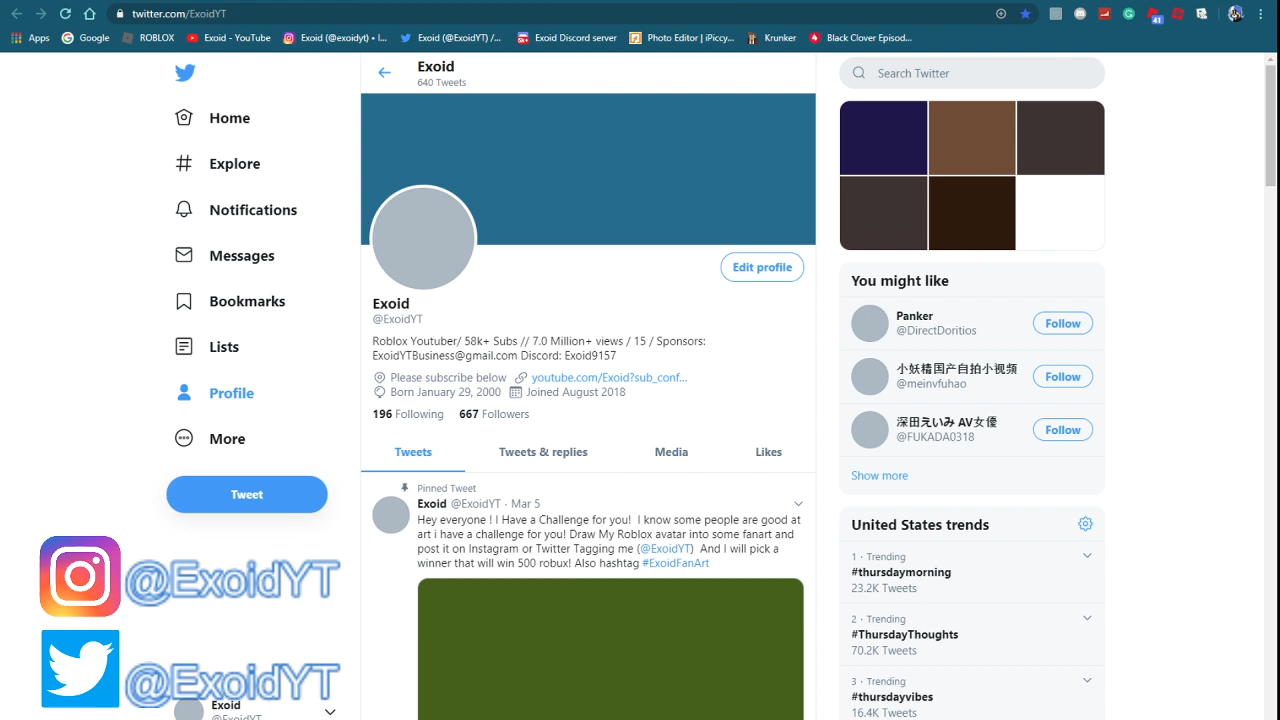 twitter.com/ExoidYT
41
Apps
Google
ROBLOX
Exoid - YouTube
Exoid (@exoidyt) • I...
Exoid (@ExoidYT) /...
Exoid Discord server
Photo Editor | iPiccy...
Krunker
Black Clover Episod...
Home
Explore
Notifications
Messages
Bookmarks
Lists
Profile
More
Tweet
@ExoidYT
@ExoidYT
Exoid
@ExoidYT
Exoid
640 Tweets
Edit profile
Exoid
@ExoidYT
Roblox Youtuber/ 58k+ Subs // 7.0 Million+ views / 15 / Sponsors:
ExoidYTBusiness@gmail.com Discord: Exoid9157
Please subscribe below youtube.com/Exoid?sub_conf...
Born January 29, 2000 Joined August 2018
196 Following 667 Followers
Tweets Tweets & replies Media Likes
Pinned Tweet
Exoid @ExoidYT · Mar 5
Hey everyone ! I Have a Challenge for you! I know some people are good at
art i have a challenge for you! Draw My Roblox avatar into some fanart and
post it on Instagram or Twitter Tagging me (@ExoidYT) And I will pick a
winner that will win 500 robux! Also hashtag #ExoidFanArt
Search Twitter
You might like
Panker
@DirectDoritios
Follow
小妖精国产自拍小视频
@meinvfuhao
Follow
深田えいみ AV女優
@FUKADA0318
Follow
Show more
United States trends
1 · Trending
#thursdaymorning
23.2K Tweets
2 · Trending
#ThursdayThoughts
70.2K Tweets
3 · Trending
#thursdayvibes
16.4K Tweets